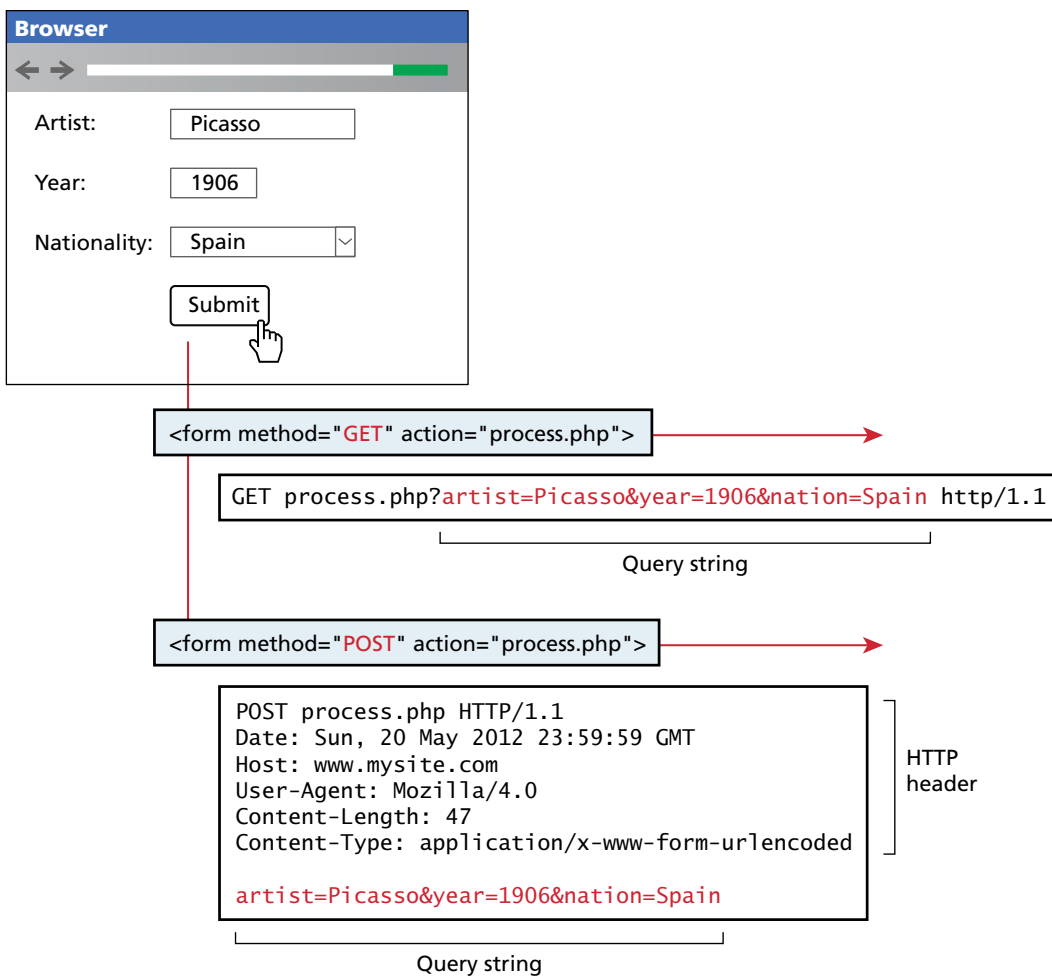 Browser
Artist: Picasso
Year: 1906
Nationality: Spain
Submit
<form method="GET" action="process.php">
GET process.php?artist=Picasso&year=1906&nation=Spain http/1.1
Query string
<form method="POST" action="process.php">
POST process.php HTTP/1.1
Date: Sun, 20 May 2012 23:59:59 GMT
Host: www.mysite.com
User-Agent: Mozilla/4.0
Content-Length: 47
Content-Type: application/x-www-form-urlencoded
HTTP
header
artist=Picasso&year=1906&nation=Spain
Query string